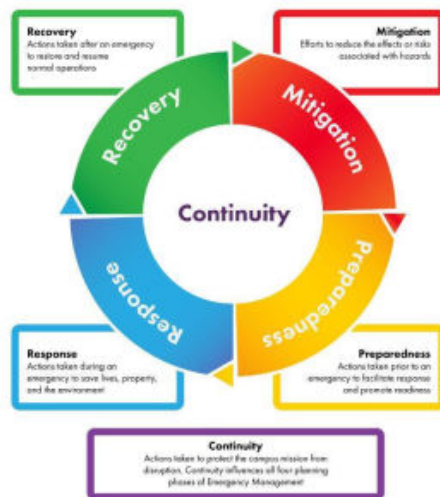 Recovery
Actions taken after an emergency
to restore and resume
normal operations
Mitigation
Efforts to reduce the effects or risks
associated with hazards
Recovery
Mitigation
Continuity
Response
Preparedness
Response
Actions taken during an
emergency to save lives, property,
and the environment
Preparedness
Actions taken prior to an
emergency to facilitate response
and promote readiness
Continuity
Actions taken to protect the campus mission from
disruption. Continuity influences all four planning
phases of Emergency Management